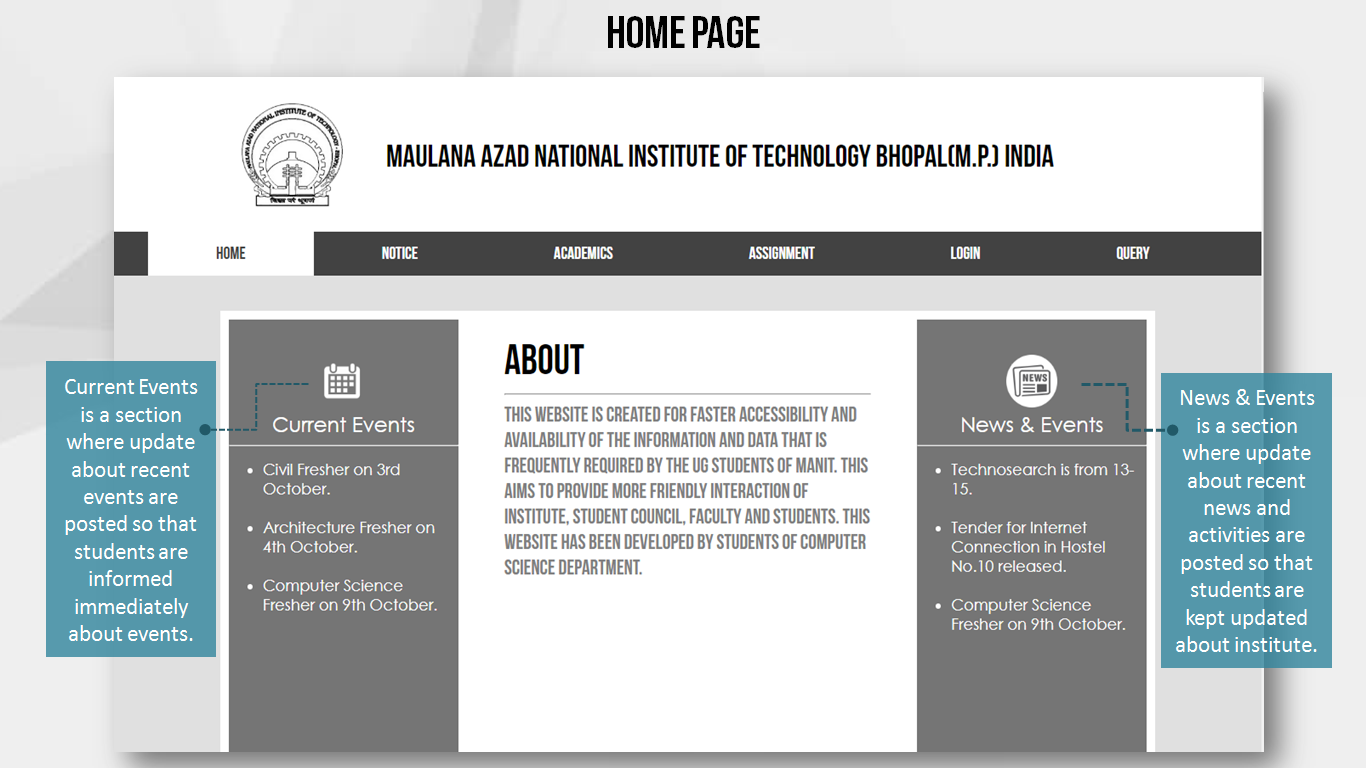 HOME PAGE
MAULANA AZAD NATIONAL INSTITUTE OF TECHNOLOGY BHOPAL(M.P.) INDIA
HOME
NOTICE
ACADEMICS
ASSIGNMENT
LOGIN
QUERY
Current Events
is a section
where update
about recent
events are
posted so that
students are
informed
immediately
about events.
Current Events
Civil Fresher on 3rd
October.
Architecture Fresher on
4th October.
Computer Science
Fresher on 9th October.
ABOUT
THIS WEBSITE IS CREATED FOR FASTER ACCESSIBILITY AND
AVAILABILITY OF THE INFORMATION AND DATA THAT IS
FREQUENTLY REQUIRED BY THE UG STUDENTS OF MANIT. THIS
AIMS TO PROVIDE MORE FRIENDLY INTERACTION OF
INSTITUTE, STUDENT COUNCIL, FACULTY AND STUDENTS. THIS
WEBSITE HAS BEEN DEVELOPED BY STUDENTS OF COMPUTER
SCIENCE DEPARTMENT.
NEWS
News & Events
Technosearch is from 13-
15.
Tender for Internet
Connection in Hostel
No.10 released.
Computer Science
Fresher on 9th October.
News & Events
is a section
where update
about recent
news and
activities are
posted so that
students are
kept updated
about institute.